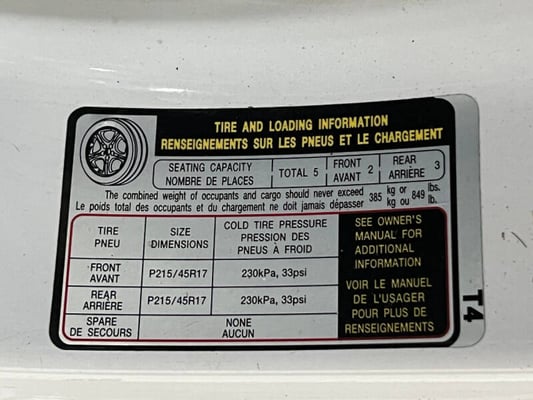 TIRE AND LOADING INFORMATION
RENSEIGNEMENTS SUR LES PNEUS ET LE CHARGEMENT
SEATING CAPACITY
NOMBRE DE PLACES
TOTAL 5
FRONT
AVANT
2
REAR
ARRIÈRE
3
The combined weight of occupants and cargo should never exceed 385 kg or 849 lbs.
Le poids total des occupants et du chargement ne doit jamais dépasser kg ou lb.
TIRE
PNEU
SIZE
DIMENSIONS
COLD TIRE PRESSURE
PRESSION DES
PNEUS À FROID
FRONT
AVANT
P215/45R17
230kPa, 33psi
REAR
ARRIÈRE
P215/45R17
230kPa, 33psi
SPARE
DE SECOURS
NONE
AUCUN
SEE OWNER'S
MANUAL FOR
ADDITIONAL
INFORMATION
VOIR LE MANUEL
DE L'USAGER
POUR PLUS DE
RENSEIGNEMENTS
T4